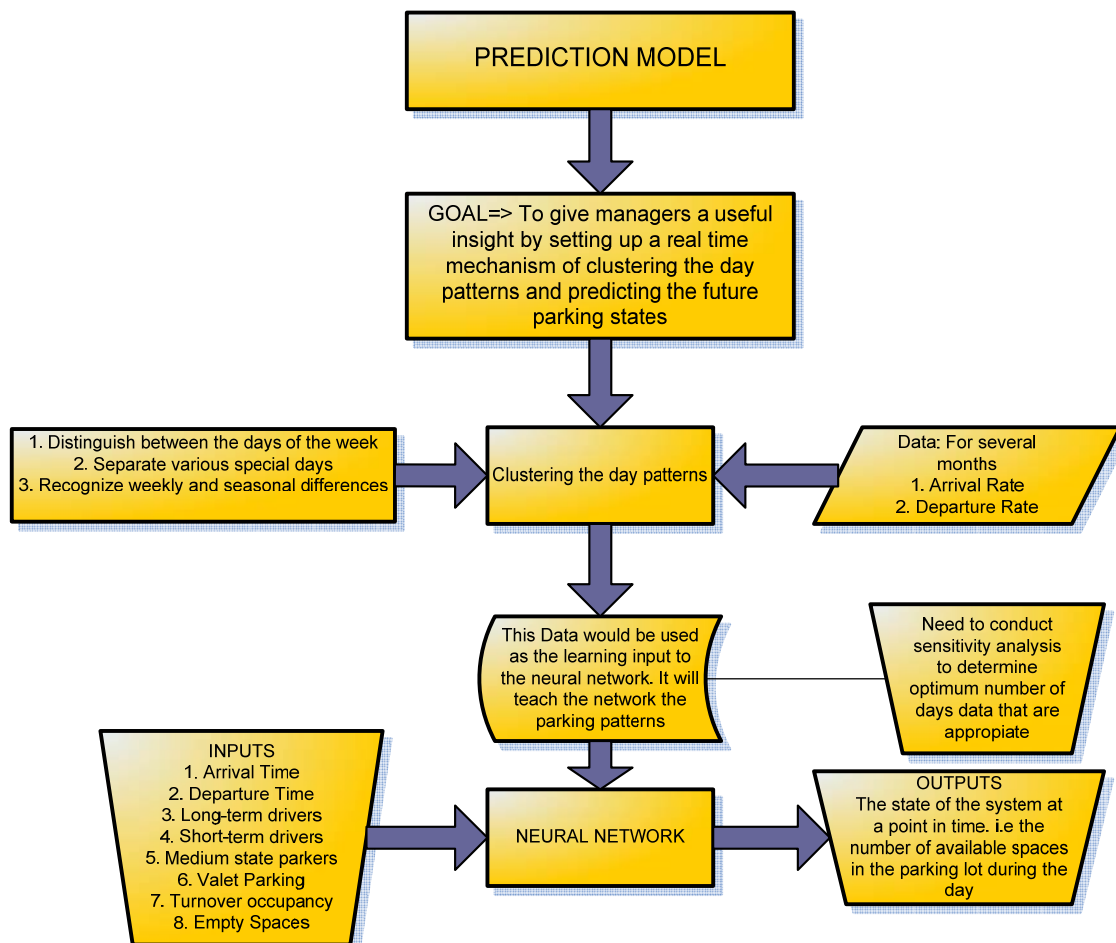 PREDICTION MODEL
GOAL=> To give managers a useful
insight by setting up a real time
mechanism of clustering the day
patterns and predicting the future
parking states
1. Distinguish between the days of the week
2. Separate various special days
3. Recognize weekly and seasonal differences
Clustering the day patterns
Data: For several
months
1. Arrival Rate
2. Departure Rate
This Data would be used
as the learning input to
the neural network. It will
teach the network the
parking patterns
Need to conduct
sensitivity analysis
to determine
optimum number of
days data that are
appropiate
INPUTS
1. Arrival Time
2. Departure Time
3. Long-term drivers
4. Short-term drivers
5. Medium state parkers
6. Valet Parking
7. Turnover occupancy
8. Empty Spaces
NEURAL NETWORK
OUTPUTS
The state of the system at
a point in time. i.e the
number of available spaces
in the parking lot during the
day